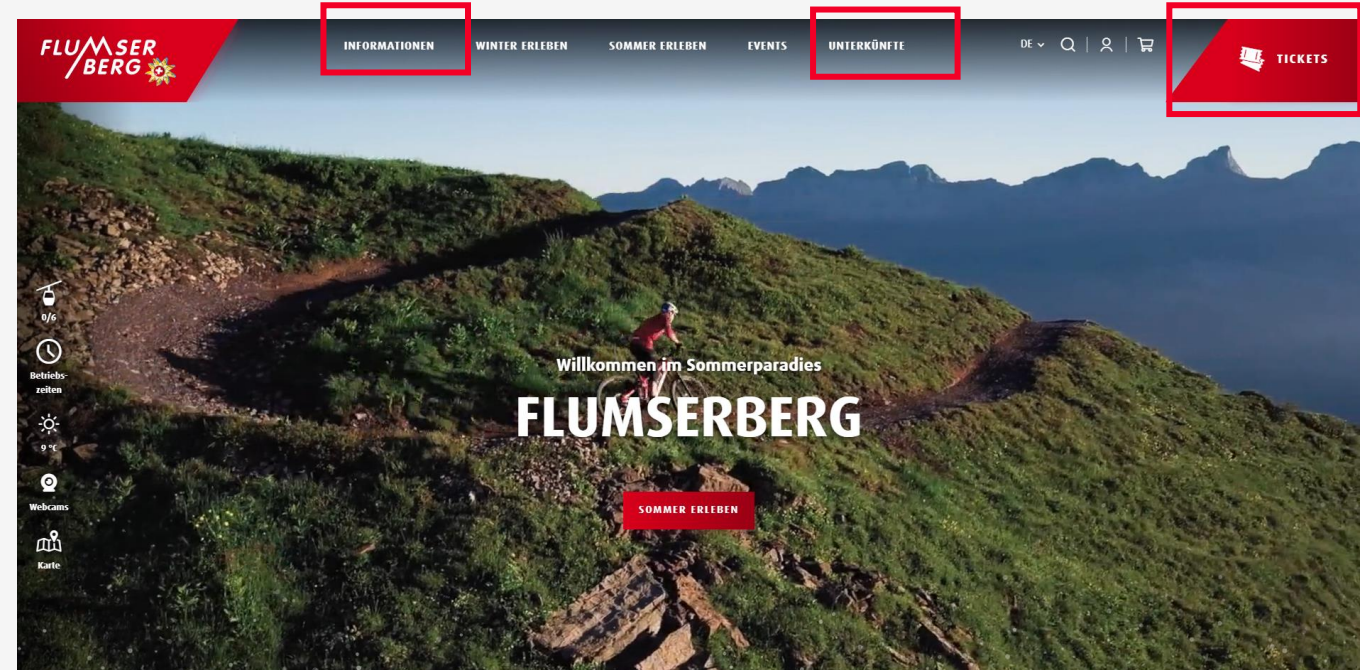 FLUMSER
BERG
INFORMATIONEN
WINTER ERLEBEN
SOMMER ERLEBEN
EVENTS
UNTERKÜNFTE
DE
TICKETS
0/6
Betriebs-
zeiten
9 °C
Webcams
Karte
Willkommen im Sommerparadies
FLUMSERBERG
SOMMER ERLEBEN